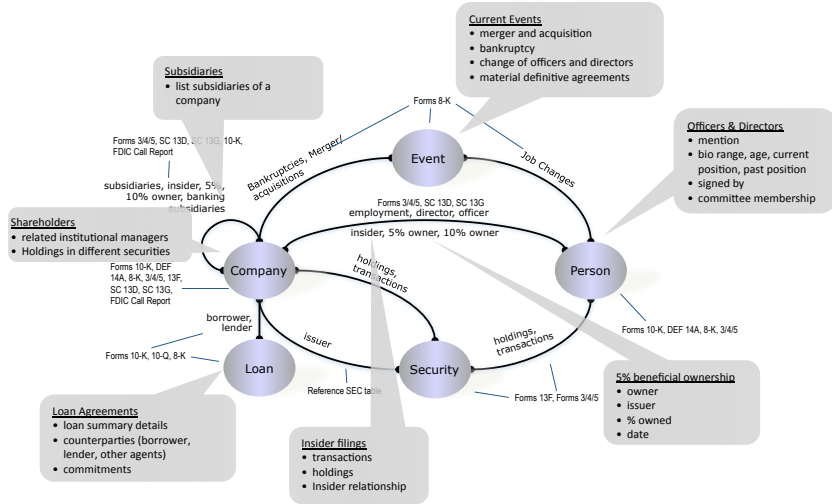 Current Events
• merger and acquisition
• bankruptcy
• change of officers and directors
• material definitive agreements
Subsidiaries
• list subsidiaries of a
company
Forms 8-K
Officers & Directors
• mention
• bio range, age, current
position, past position
• signed by
• committee membership
Forms 3/4/5, SC 13D, SC 13G, 10-K,
FDIC Call Report
Bankruptcies, Merger/
acquisitions
Event
Job Changes
subsidiaries, insider, 5%,
10% owner, banking
subsidiaries
Forms 3/4/5, SC 13D, SC 13G
employment, director, officer
insider, 5% owner, 10% owner
Shareholders
• related institutional managers
• Holdings in different securities
Company
Person
holdings,
transactions
Forms 10-K, DEF
14A, 8-K, 3/4/5, 13F,
SC 13D, SC 13G,
FDIC Call Report
borrower,
lender
issuer
holdings,
transactions
Forms 10-K, DEF 14A, 8-K, 3/4/5
Forms 10-K, 10-Q, 8-K
Loan
Security
Reference SEC table
Forms 13F, Forms 3/4/5
5% beneficial ownership
• owner
• issuer
• % owned
• date
Loan Agreements
• loan summary details
• counterparties (borrower,
lender, other agents)
• commitments
Insider filings
• transactions
• holdings
• Insider relationship